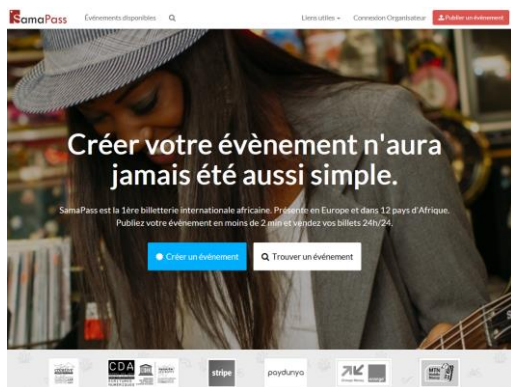 SamaPass
Événements disponibles
Liens utiles
Connexion Organisateur
Publier un événement
Créer votre évènement n'aura
jamais été aussi simple.
SamaPass est la 1ère billetterie internationale africaine. Présente en Europe et dans 12 pays d'Afrique.
Publiez votre événement en moins de 2 min et vendez vos billets 24h/24.
Créer un événement
Trouver un événement
CDA
stripe
paydunya
MTN